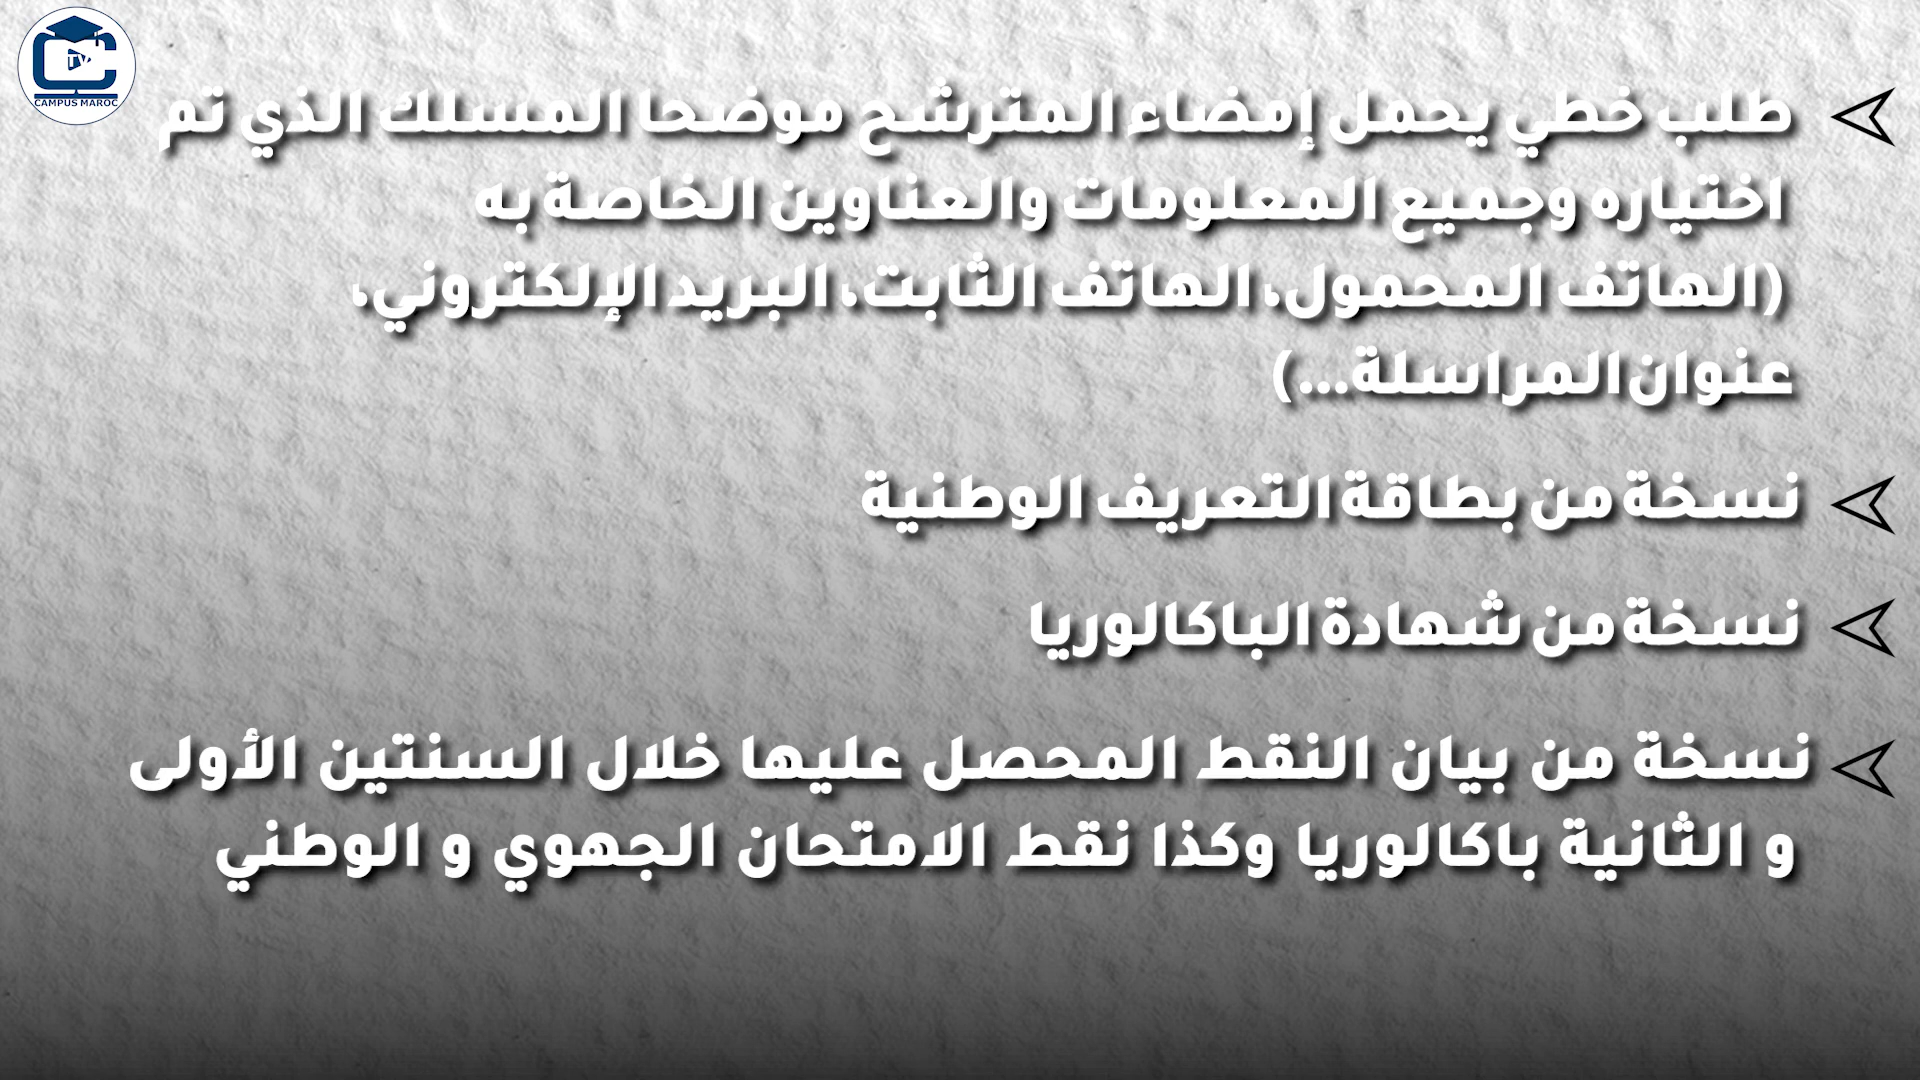 TV
CAMPUS MAROC
طلب خطي يحمل إمضاء المترشح موضحا المسلك الذي تم
اختياره وجميع المعلومات والعناوين الخاصة به
(الهاتف المحمول، الهاتف الثابت، البريد الإلكتروني،
عنوان المراسلة...)
نسخة من بطاقة التعريف الوطنية
نسخة من شهادة الباكالوريا
نسخة من بيان النقط المحصل عليها خلال السنتين الأولى
و الثانية باكالوريا وكذا نقط الامتحان الجهوي و الوطني